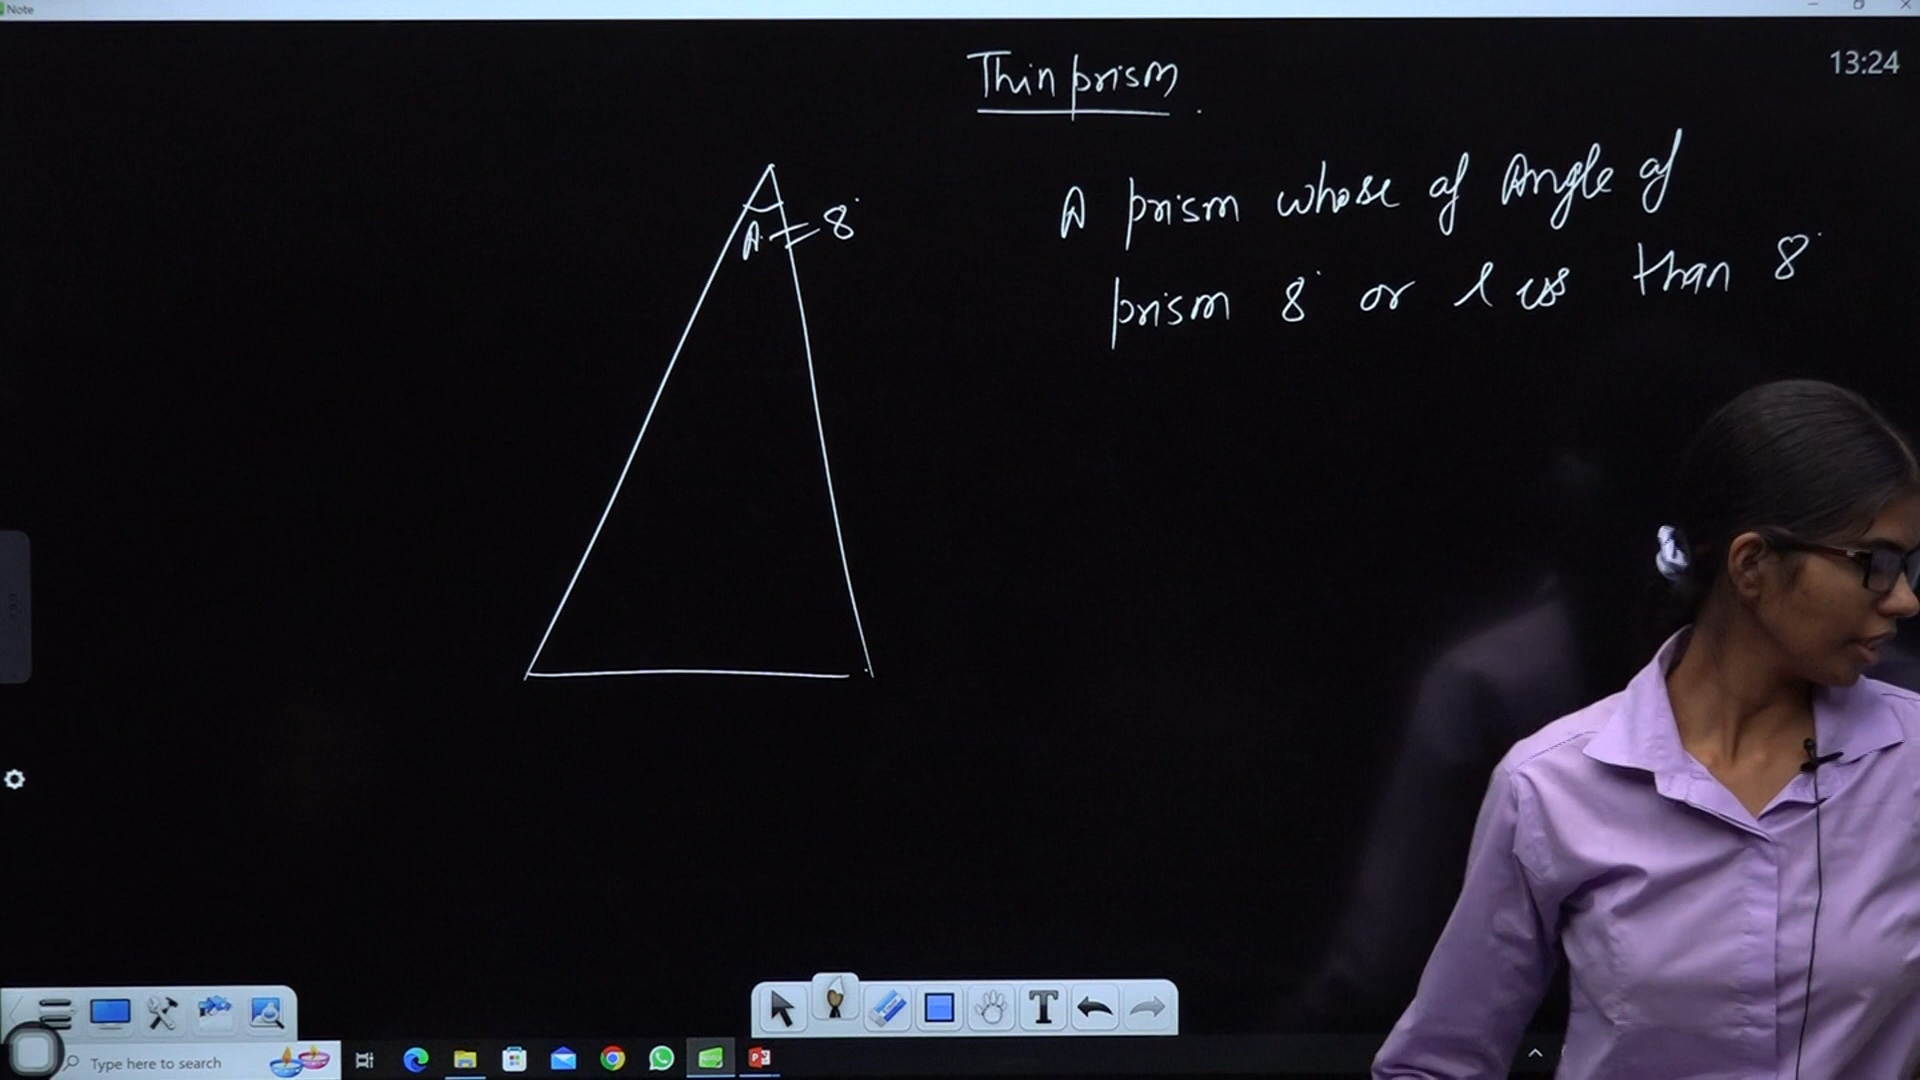 Note
13:24
Thin prism.
A prism whose of Angle of
prism 8° or less than 8°
A = 8°
Type here to search